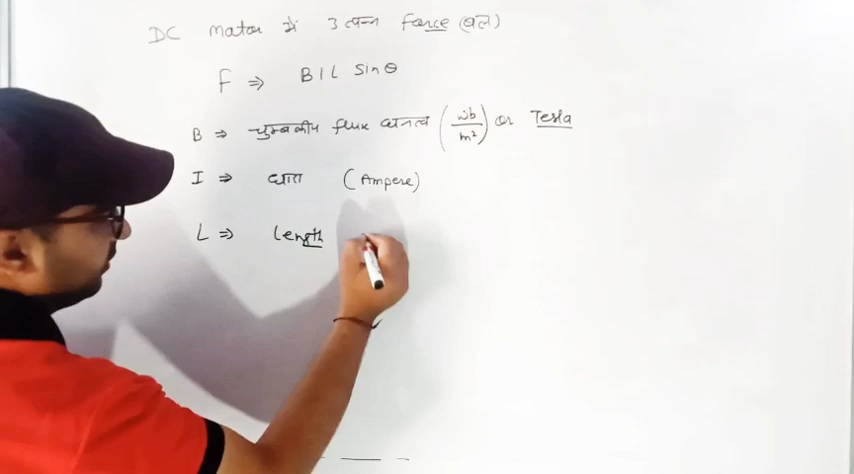 DC Motor में उत्पन्न Force (बल)
F ⇒ BIL Sinθ
B ⇒ चुम्बकीय flux घनत्व (wb/m²) or Tesla
I ⇒ धारा (Ampere)
L ⇒ length